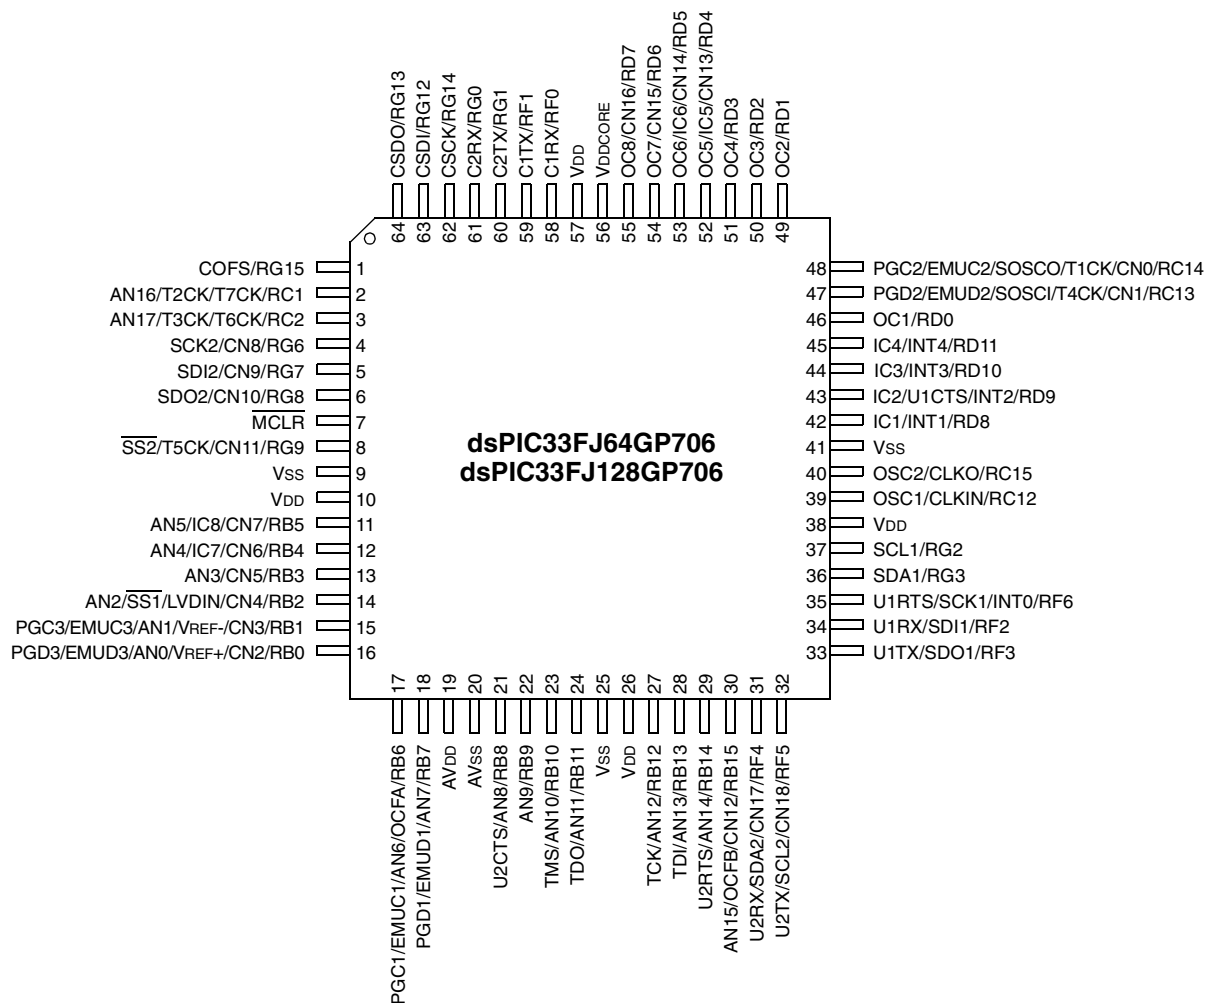 CSDO/RG13
CSDI/RG12
CSCK/RG14
C2RX/RG0
C2TX/RG1
C1TX/RF1
C1RX/RF0
VDD
VDDCORE
OC8/CN16/RD7
OC7/CN15/RD6
OC6/IC6/CN14/RD5
OC5/IC5/CN13/RD4
OC4/RD3
OC3/RD2
OC2/RD1
64 63 62 61 60 59 58 57 56 55 54 53 52 51 50 49
COFS/RG15 1
AN16/T2CK/T7CK/RC1 2
AN17/T3CK/T6CK/RC2 3
SCK2/CN8/RG6 4
SDI2/CN9/RG7 5
SDO2/CN10/RG8 6
MCLR 7
SS2/T5CK/CN11/RG9 8
VSS 9
VDD 10
AN5/IC8/CN7/RB5 11
AN4/IC7/CN6/RB4 12
AN3/CN5/RB3 13
AN2/SS1/LVDIN/CN4/RB2 14
PGC3/EMUC3/AN1/VREF-/CN3/RB1 15
PGD3/EMUD3/AN0/VREF+/CN2/RB0 16
dsPIC33FJ64GP706
dsPIC33FJ128GP706
48 PGC2/EMUC2/SOSCO/T1CK/CN0/RC14
47 PGD2/EMUD2/SOSCI/T4CK/CN1/RC13
46 OC1/RD0
45 IC4/INT4/RD11
44 IC3/INT3/RD10
43 IC2/U1CTS/INT2/RD9
42 IC1/INT1/RD8
41 VSS
40 OSC2/CLKO/RC15
39 OSC1/CLKIN/RC12
38 VDD
37 SCL1/RG2
36 SDA1/RG3
35 U1RTS/SCK1/INT0/RF6
34 U1RX/SDI1/RF2
33 U1TX/SDO1/RF3
17 18 19 20 21 22 23 24 25 26 27 28 29 30 31 32
PGC1/EMUC1/AN6/OCFA/RB6
PGD1/EMUD1/AN7/RB7
AVDD
AVSS
U2CTS/AN8/RB8
AN9/RB9
TMS/AN10/RB10
TDO/AN11/RB11
VSS
VDD
TCK/AN12/RB12
TDI/AN13/RB13
U2RTS/AN14/RB14
AN15/OCFB/CN12/RB15
U2RX/SDA2/CN17/RF4
U2TX/SCL2/CN18/RF5